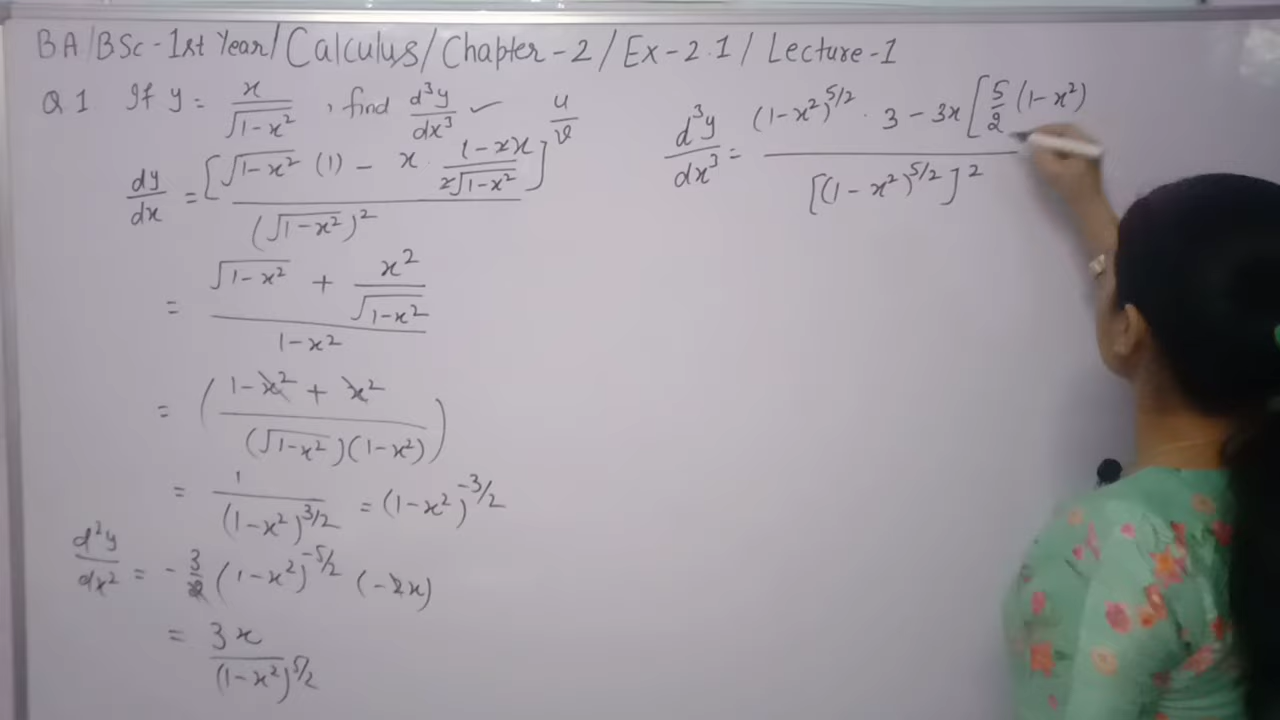 BA/BSc-1st Year/Calculus/Chapter-2/Ex-2.1/Lecture-1
Q1 If y = x/√(1-x²), find d³y/dx³ ✓ u/v
dy/dx = [√(1-x²) (1) - x · (1-2x)/(2√(1-x²))]/(√(1-x²))²
= (√(1-x²) + x²/√(1-x²))/(1-x²)
= ((1-x² + x²)/((√(1-x²))(1-x²)))
= 1/(1-x²)^3/2 = (1-x²)^-3/2
d²y/dx² = -3/2 (1-x²)^-5/2 (-2x)
= 3x/(1-x²)^5/2
d³y/dx³ = ((1-x²)^5/2 · 3 - 3x [5/2 (1-x²)/[(1-x²)^5/2]²